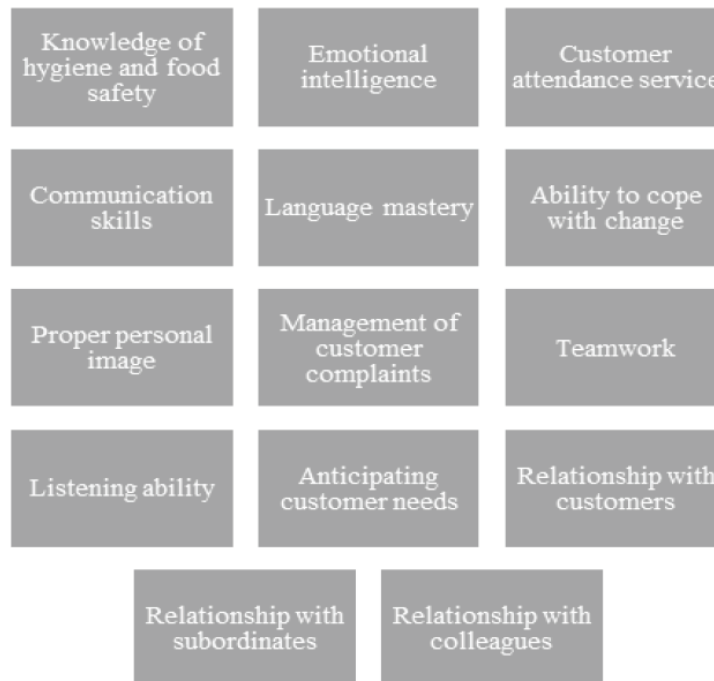 Knowledge of
hygiene and food
safety
Emotional
intelligence
Customer
attendance service
Communication
skills
Language mastery
Ability to cope
with change
Proper personal
image
Management of
customer
complaints
Teamwork
Listening ability
Anticipating
customer needs
Relationship with
customers
Relationship with
subordinates
Relationship with
colleagues